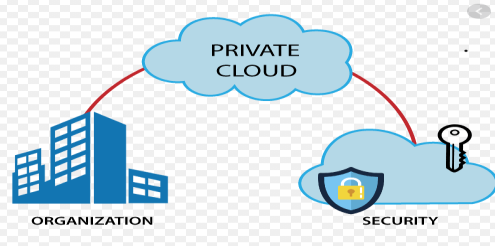 PRIVATE
CLOUD
ORGANIZATION
SECURITY